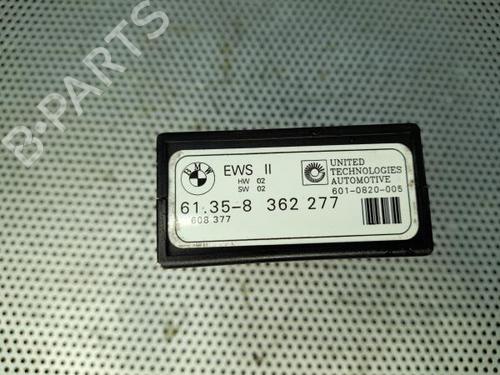 B-PARTS
BMW
EWS II
HW 02
SW 02
UNITED
TECHNOLOGIES
AUTOMOTIVE
601-0820-005
61.35-8 362 277
608 377